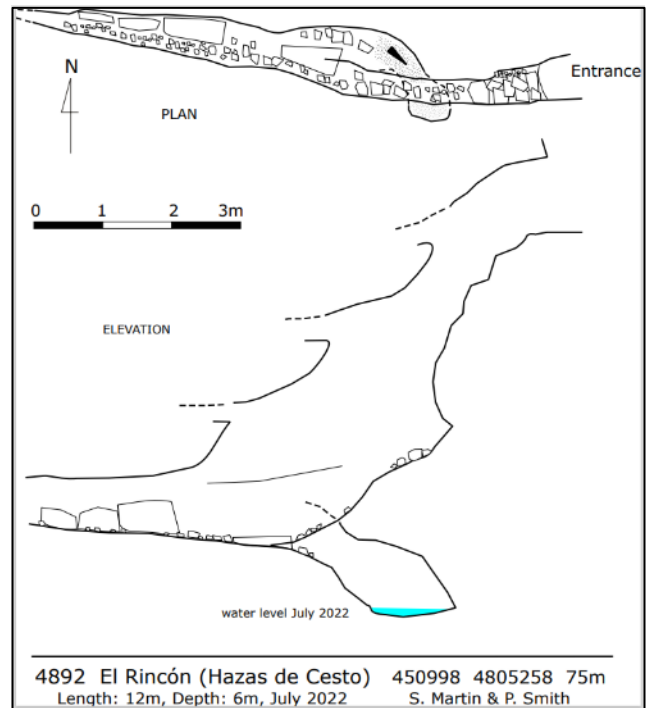 Entrance
N
PLAN
0 1 2 3m
ELEVATION
water level July 2022
4892 El Rincón (Hazas de Cesto) 450998 4805258 75m
Length: 12m, Depth: 6m, July 2022 S. Martin & P. Smith